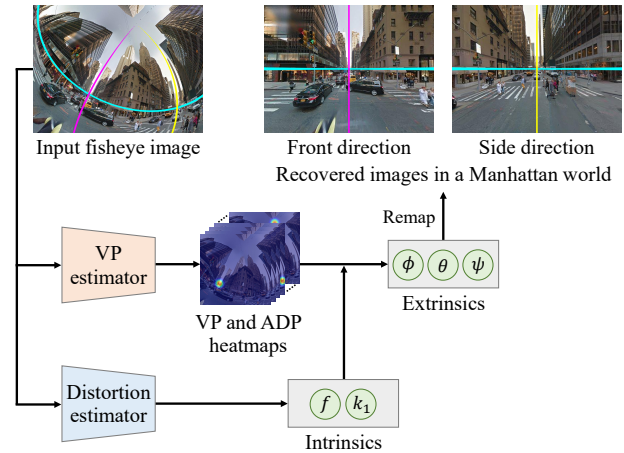 Input fisheye image
Front direction
Side direction
Recovered images in a Manhattan world
Remap
VP
estimator
VP and ADP
heatmaps
ϕ θ ψ
Extrinsics
Distortion
estimator
f k₁
Intrinsics